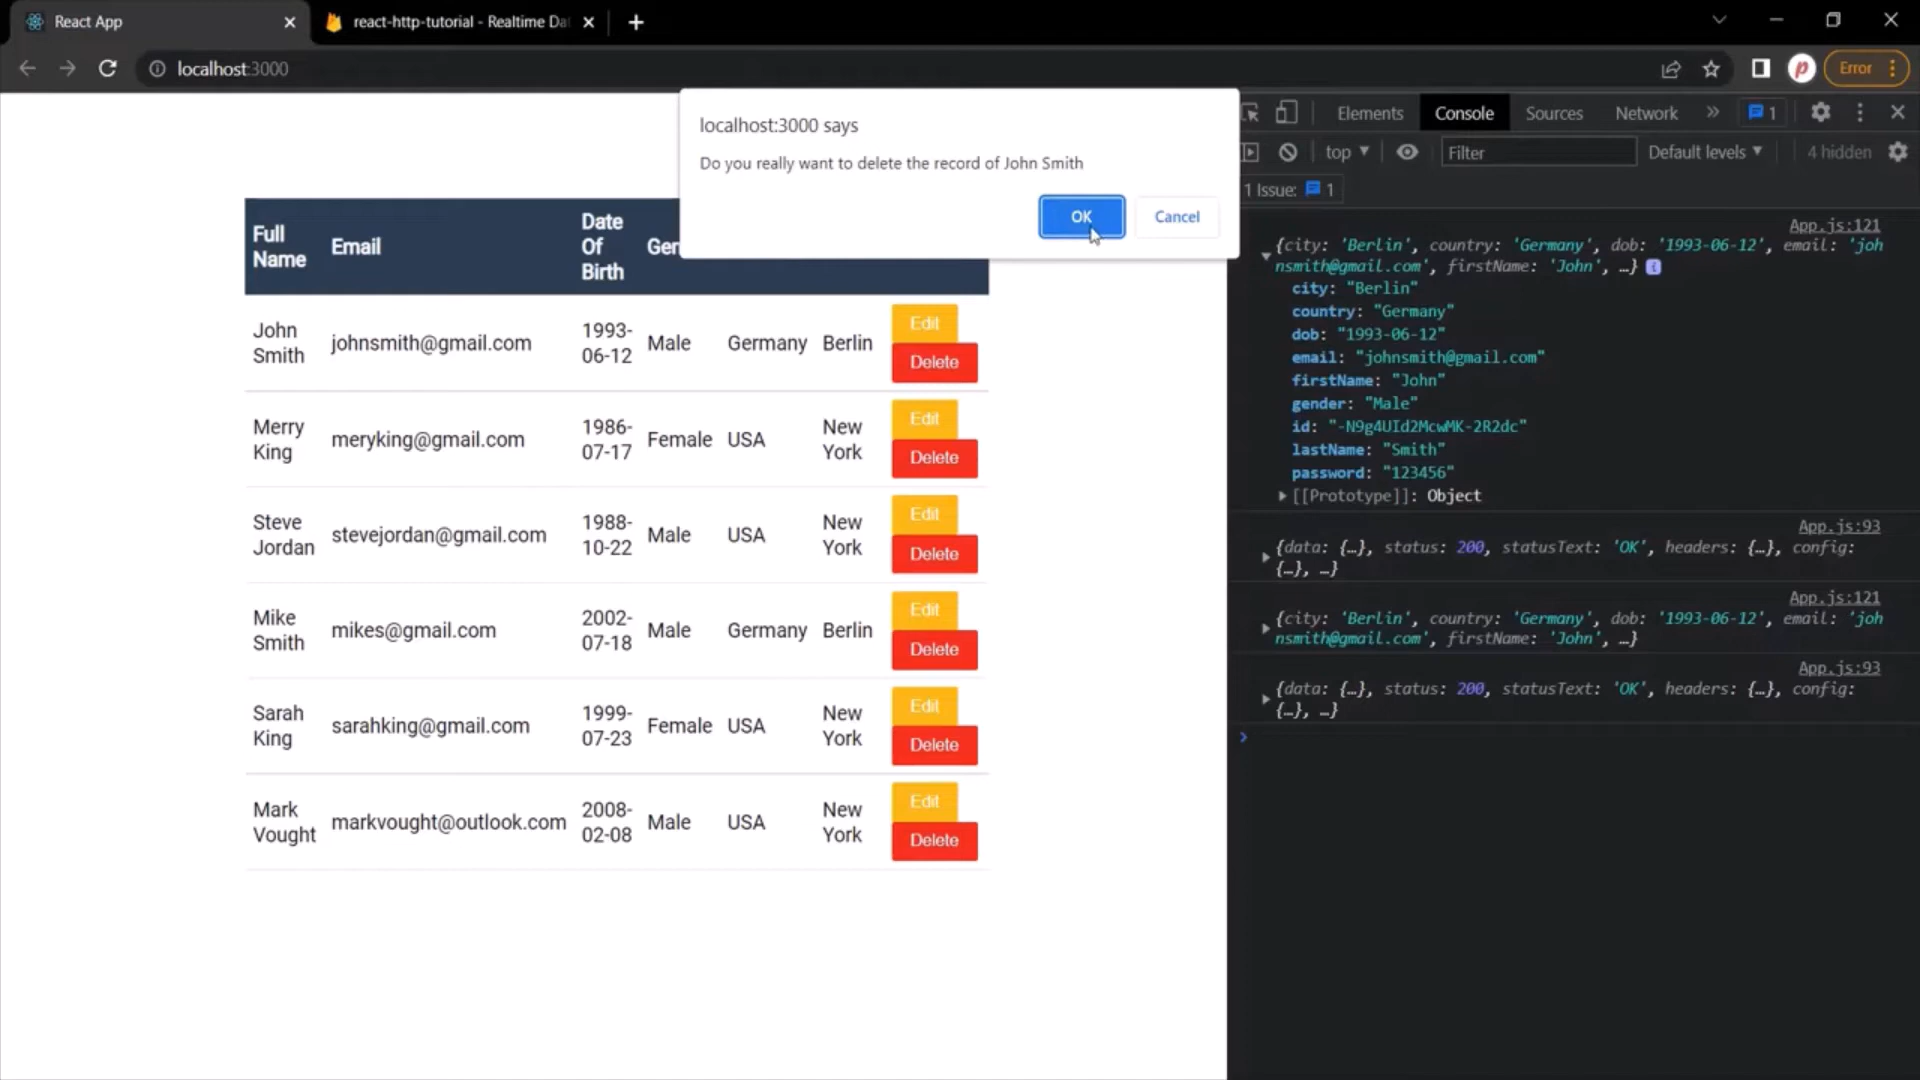 React App
react-http-tutorial - Realtime Da
localhost:3000
Error
localhost:3000 says
Do you really want to delete the record of John Smith
OK
Cancel
Full Name
Email
Date Of Birth
Gen
John Smith
johnsmith@gmail.com
1993-06-12
Male
Germany
Berlin
Edit
Delete
Merry King
meryking@gmail.com
1986-07-17
Female
USA
New York
Edit
Delete
Steve Jordan
stevejordan@gmail.com
1988-10-22
Male
USA
New York
Edit
Delete
Mike Smith
mikes@gmail.com
2002-07-18
Male
Germany
Berlin
Edit
Delete
Sarah King
sarahking@gmail.com
1999-07-23
Female
USA
New York
Edit
Delete
Mark Vought
markvought@outlook.com
2008-02-08
Male
USA
New York
Edit
Delete
Elements
Console
Sources
Network
1
top
Filter
Default levels
4 hidden
1 Issue: 1
App.js:121
{city: 'Berlin', country: 'Germany', dob: '1993-06-12', email: 'joh
nsmith@gmail.com', firstName: 'John', …}
city: "Berlin"
country: "Germany"
dob: "1993-06-12"
email: "johnsmith@gmail.com"
firstName: "John"
gender: "Male"
id: "-N9g4UId2McwMK-2R2dc"
lastName: "Smith"
password: "123456"
[[Prototype]]: Object
App.js:93
{data: {…}, status: 200, statusText: 'OK', headers: {…}, config:
{…}, …}
App.js:121
{city: 'Berlin', country: 'Germany', dob: '1993-06-12', email: 'joh
nsmith@gmail.com', firstName: 'John', …}
App.js:93
{data: {…}, status: 200, statusText: 'OK', headers: {…}, config:
{…}, …}